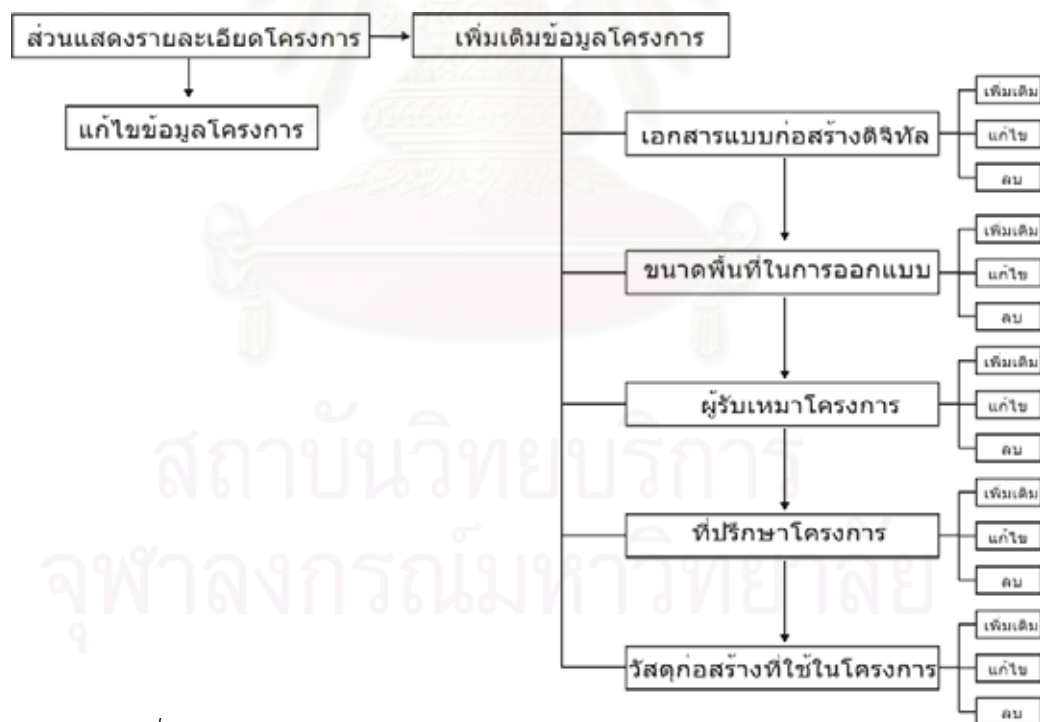 ส่วนแสดงรายละเอียดโครงการ
เพิ่มเติมข้อมูลโครงการ
แก้ไขข้อมูลโครงการ
เอกสารแบบก่อสร้างดิจิทัล
เพิ่มเติม
แก้ไข
ลบ
ขนาดพื้นที่ในการออกแบบ
เพิ่มเติม
แก้ไข
ลบ
ผู้รับเหมาโครงการ
เพิ่มเติม
แก้ไข
ลบ
ที่ปรึกษาโครงการ
เพิ่มเติม
แก้ไข
ลบ
วัสดุก่อสร้างที่ใช้ในโครงการ
เพิ่มเติม
แก้ไข
ลบ
สถาบันวิทยบริการ
จุฬาลงกรณ์มหาวิทยาลัย